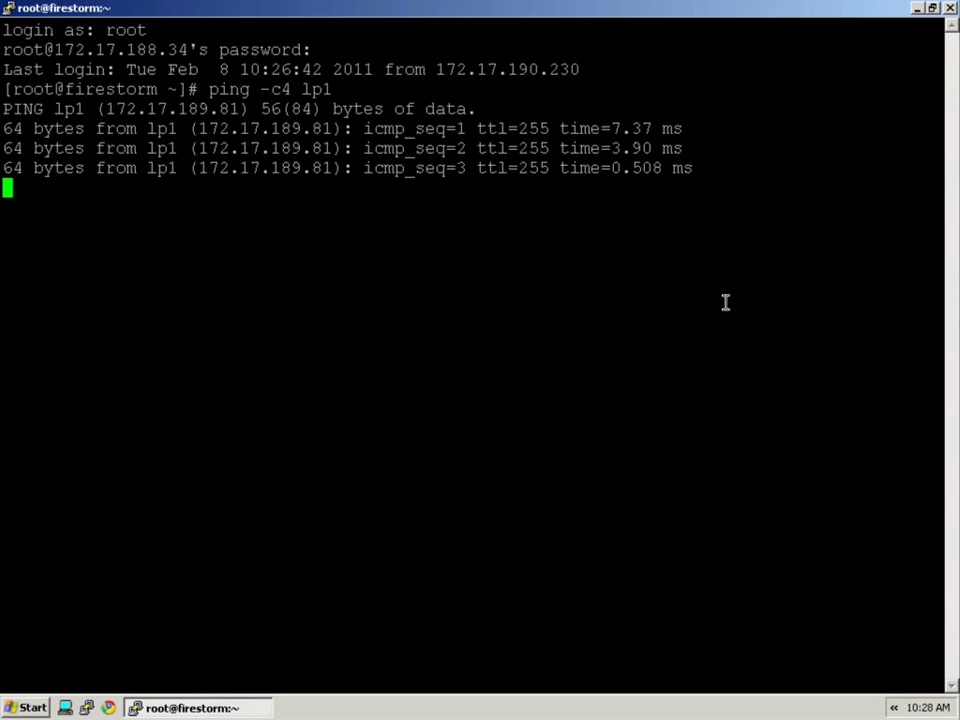 root@firestorm:~
login as: root
root@172.17.188.34's password:
Last login: Tue Feb  8 10:26:42 2011 from 172.17.190.230
[root@firestorm ~]# ping -c4 lp1
PING lp1 (172.17.189.81) 56(84) bytes of data.
64 bytes from lp1 (172.17.189.81): icmp_seq=1 ttl=255 time=7.37 ms
64 bytes from lp1 (172.17.189.81): icmp_seq=2 ttl=255 time=3.90 ms
64 bytes from lp1 (172.17.189.81): icmp_seq=3 ttl=255 time=0.508 ms
Start root@firestorm:~ « 10:28 AM